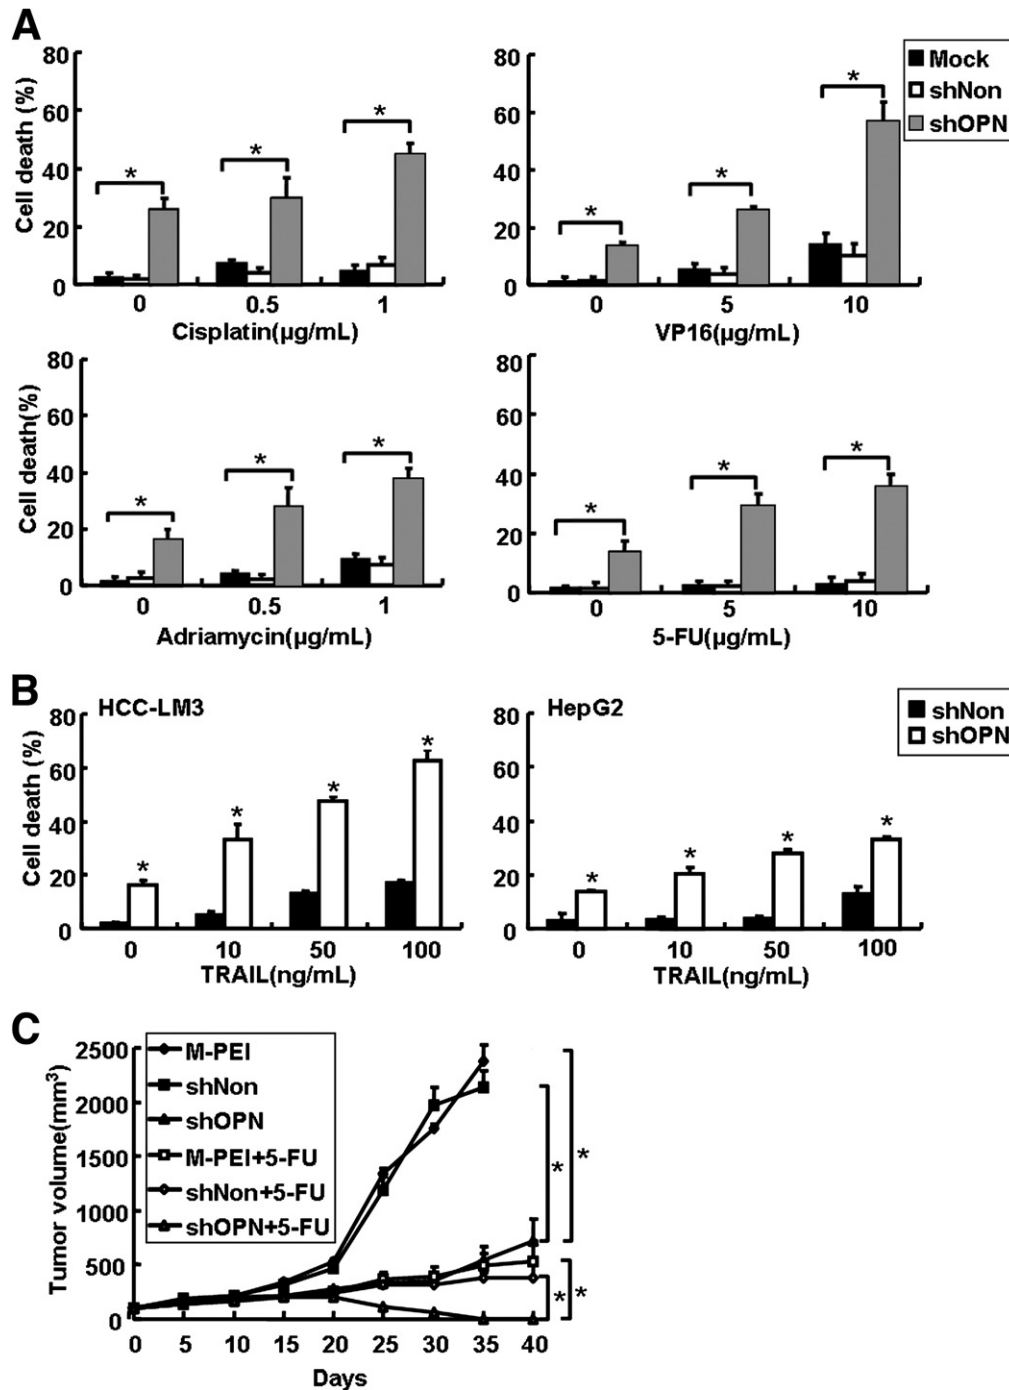 A
80
60
40
20
0
Cell death (%)
* * *
0 0.5 1
Cisplatin(µg/mL)
80
60
40
20
0
* * *
0 5 10
VP16(µg/mL)
Mock
shNon
shOPN
80
60
40
20
0
Cell death(%)
* * *
0 0.5 1
Adriamycin(µg/mL)
80
60
40
20
0
* * *
0 5 10
5-FU(µg/mL)
B
HCC-LM3
80
60
40
20
0
Cell death (%)
* * * *
0 10 50 100
TRAIL(ng/mL)
HepG2
80
60
40
20
0
* * * *
0 10 50 100
TRAIL(ng/mL)
shNon
shOPN
C
2500
2000
1500
1000
500
0
Tumor volume(mm³)
M-PEI
shNon
shOPN
M-PEI+5-FU
shNon+5-FU
shOPN+5-FU
* *
* *
0 5 10 15 20 25 30 35 40
Days